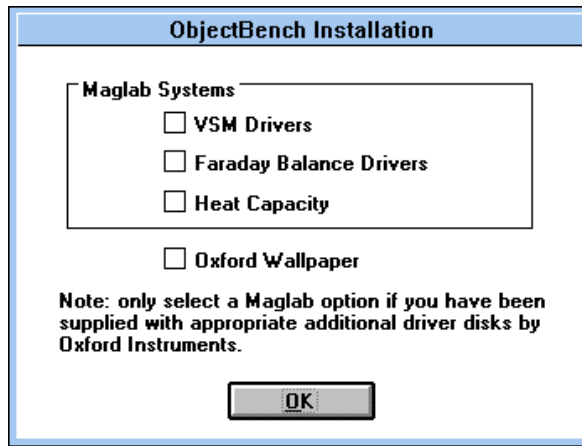 ObjectBench Installation
Maglab Systems
VSM Drivers
Faraday Balance Drivers
Heat Capacity
Oxford Wallpaper
Note: only select a Maglab option if you have been
supplied with appropriate additional driver disks by
Oxford Instruments.
OK